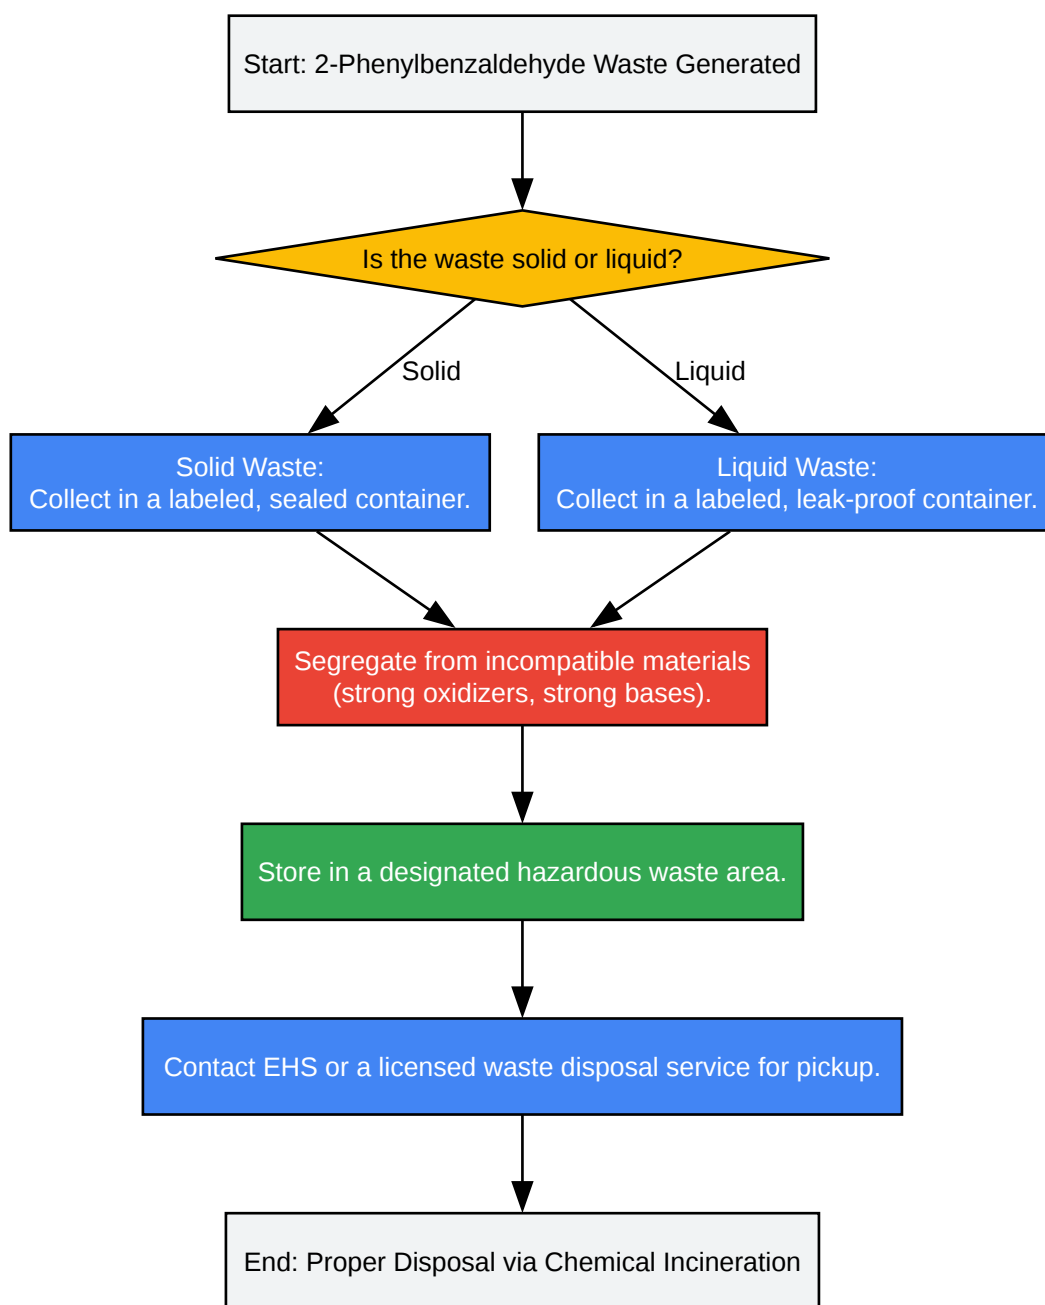 Start: 2-Phenylbenzaldehyde Waste Generated
Is the waste solid or liquid?
Solid
Liquid
Solid Waste:
Collect in a labeled, sealed container.
Liquid Waste:
Collect in a labeled, leak-proof container.
Segregate from incompatible materials
(strong oxidizers, strong bases).
Store in a designated hazardous waste area.
Contact EHS or a licensed waste disposal service for pickup.
End: Proper Disposal via Chemical Incineration